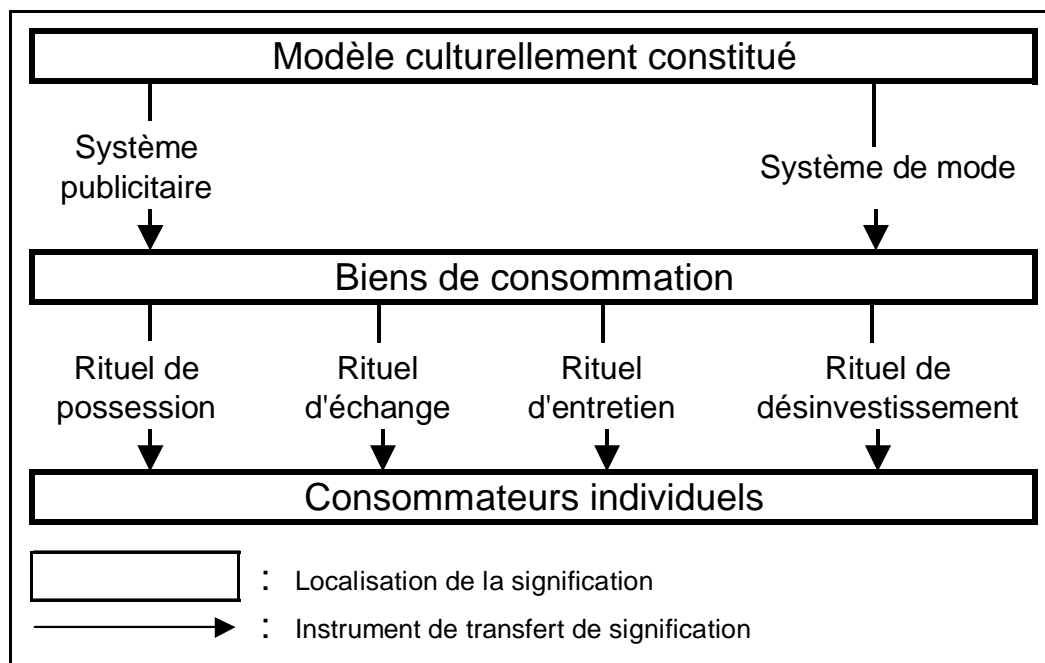 Modèle culturellement constitué
Système
publicitaire
Système de mode
Biens de consommation
Rituel de
possession
Rituel
d'échange
Rituel
d'entretien
Rituel de
désinvestissement
Consommateurs individuels
: Localisation de la signification
: Instrument de transfert de signification